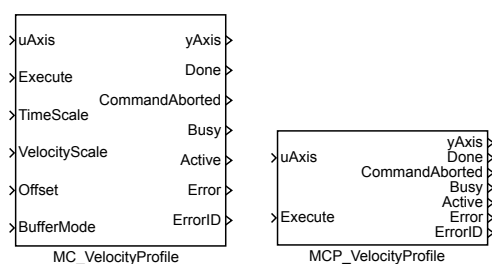 uAxis yAxis
Execute Done
TimeScale CommandAborted
VelocityScale Busy
Offset Active
BufferMode Error
ErrorID
MC_VelocityProfile
uAxis yAxis
Done
CommandAborted
Busy
Active
Execute Error
ErrorID
MCP_VelocityProfile